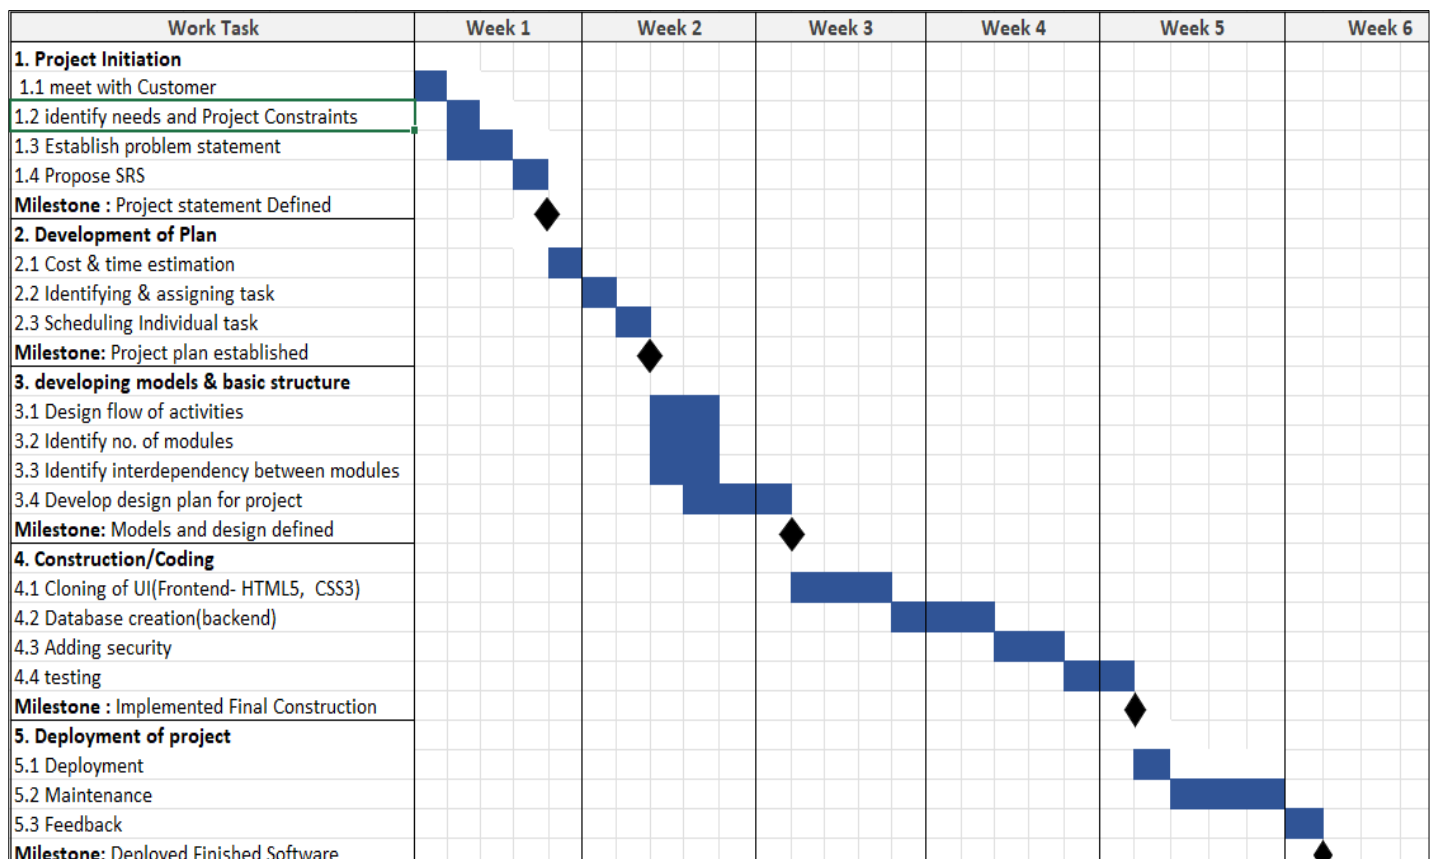 Work Task Week 1 Week 2 Week 3 Week 4 Week 5 Week 6
1. Project Initiation
1.1 meet with Customer
1.2 identify needs and Project Constraints
1.3 Establish problem statement
1.4 Propose SRS
Milestone : Project statement Defined
2. Development of Plan
2.1 Cost & time estimation
2.2 Identifying & assigning task
2.3 Scheduling Individual task
Milestone: Project plan established
3. developing models & basic structure
3.1 Design flow of activities
3.2 Identify no. of modules
3.3 Identify interdependency between modules
3.4 Develop design plan for project
Milestone: Models and design defined
4. Construction/Coding
4.1 Cloning of UI(Frontend- HTML5, CSS3)
4.2 Database creation(backend)
4.3 Adding security
4.4 testing
Milestone : Implemented Final Construction
5. Deployment of project
5.1 Deployment
5.2 Maintenance
5.3 Feedback
Milestone: Deployed Finished Software